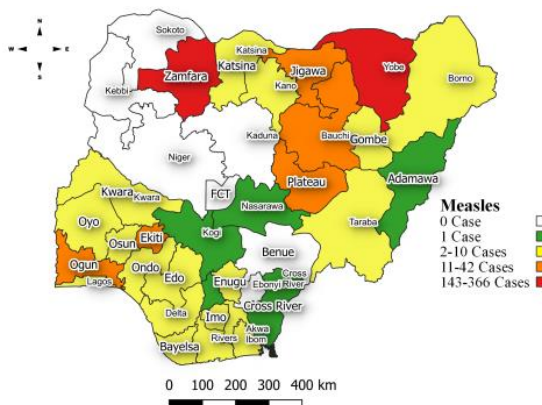 N
W E
S
Sokoto
Katsina
Zamfara
Katsina
Jigawa
Yobe
Kebbi
Kano
Borno
Kaduna
Bauchi
Gombe
Niger
Adamawa
FCT
Plateau
Kwara
Kwara
Nasarawa
Taraba
Oyo
Kogi
Osun
Ekiti
Benue
Ogun
Ondo
Edo
Enugu
Ebonyi
Cross
River
Lagos
Cross River
Delta
Imo
Akwa
Ibom
Bayelsa
Rivers
Measles
0 Case
1 Case
2-10 Cases
11-42 Cases
143-366 Cases
0 100 200 300 400 km